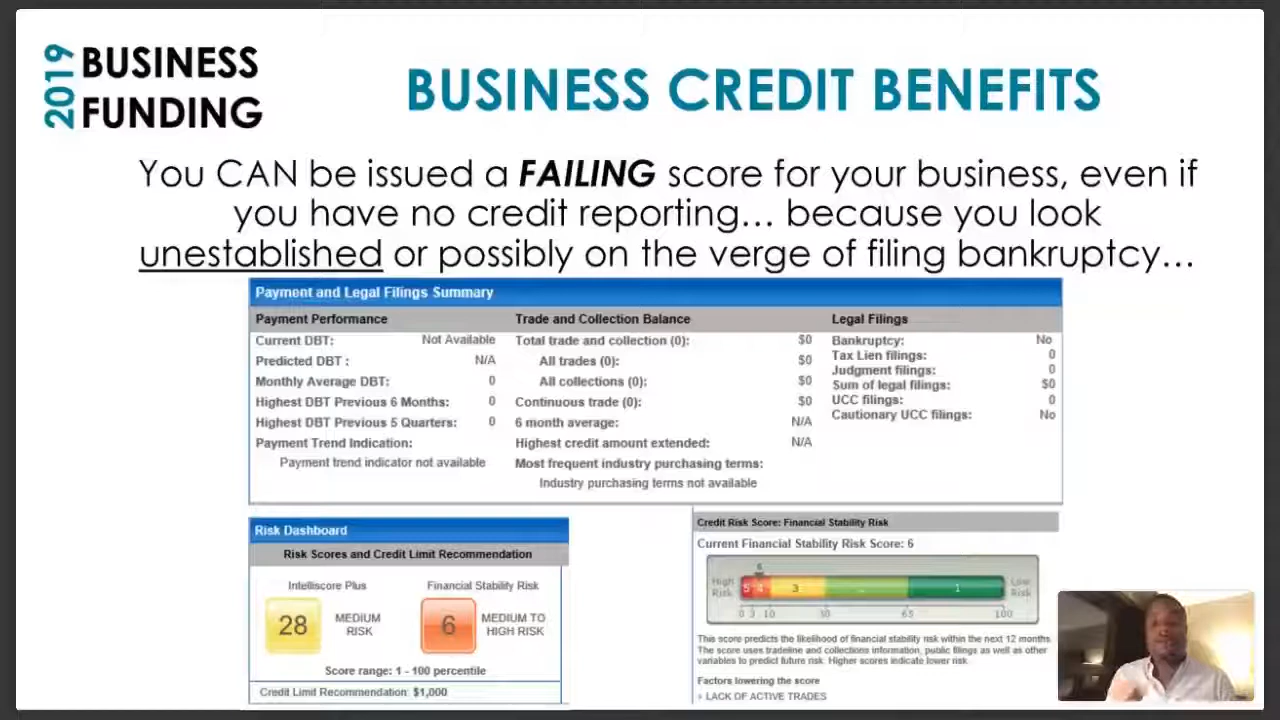 2019
BUSINESS
FUNDING
BUSINESS CREDIT BENEFITS
You CAN be issued a FAILING score for your business, even if
you have no credit reporting… because you look
unestablished or possibly on the verge of filing bankruptcy…
Payment and Legal Filings Summary
Payment Performance
Current DBT: Not Available
Predicted DBT : N/A
Monthly Average DBT: 0
Highest DBT Previous 6 Months: 0
Highest DBT Previous 5 Quarters: 0
Payment Trend Indication:
Payment trend indicator not available
Trade and Collection Balance
Total trade and collection (0): $0
All trades (0): $0
All collections (0): $0
Continuous trade (0): $0
6 month average: N/A
Highest credit amount extended: N/A
Most frequent industry purchasing terms:
Industry purchasing terms not available
Legal Filings
Bankruptcy: No
Tax Lien filings: 0
Judgment filings: 0
Sum of legal filings: $0
UCC filings: 0
Cautionary UCC filings: No
Risk Dashboard
Risk Scores and Credit Limit Recommendation
Intelliscore Plus
28
MEDIUM
RISK
Financial Stability Risk
6
MEDIUM TO
HIGH RISK
Score range: 1 - 100 percentile
Credit Limit Recommendation: $1,000
Credit Risk Score: Financial Stability Risk
Current Financial Stability Risk Score: 6
6
High
Risk
5 4 3 1
Low
Risk
0 3 10 30 65 100
This score predicts the likelihood of financial stability risk within the next 12 months.
The score uses tradeline and collections information, public filings as well as other
variables to predict future risk. Higher scores indicate lower risk.
Factors lowering the score
LACK OF ACTIVE TRADES